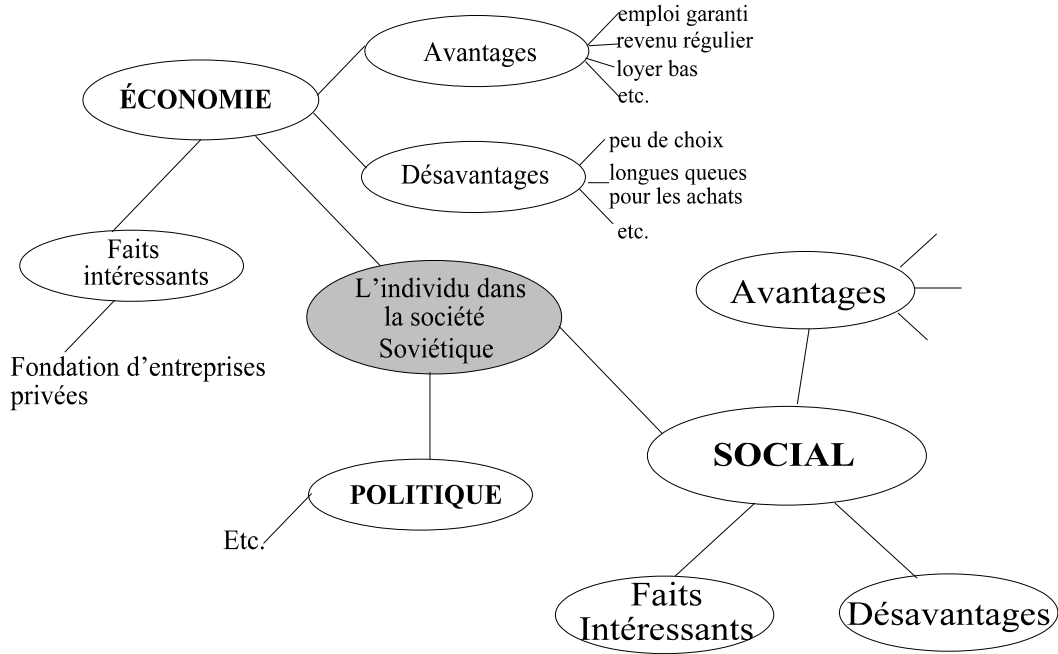 emploi garanti
revenu régulier
loyer bas
etc.
Avantages
ÉCONOMIE
peu de choix
longues queues
pour les achats
etc.
Désavantages
Faits
intéressants
Fondation d’entreprises
privées
L’individu dans
la société
Soviétique
Avantages
SOCIAL
POLITIQUE
Etc.
Faits
Intéressants
Désavantages